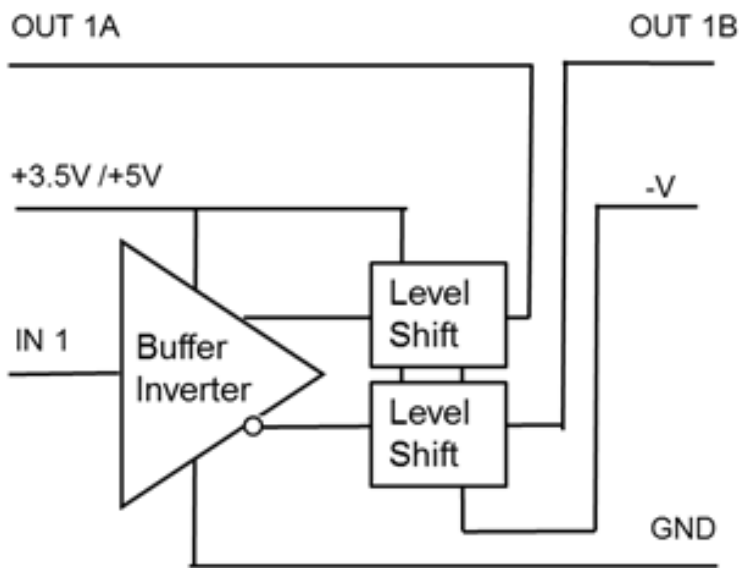 OUT 1A
OUT 1B
+3.5V /+5V
-V
Level
Shift
IN 1
Buffer
Inverter
Level
Shift
GND